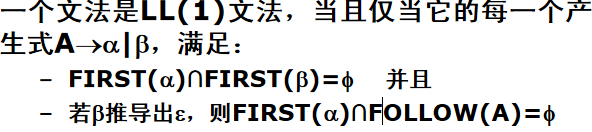 一个文法是LL(1)文法，当且仅当它的每一个产
生式A→α|β，满足：
– FIRST(α)∩FIRST(β)=ϕ 并且
– 若β推导出ε，则FIRST(α)∩FOLLOW(A)=ϕ